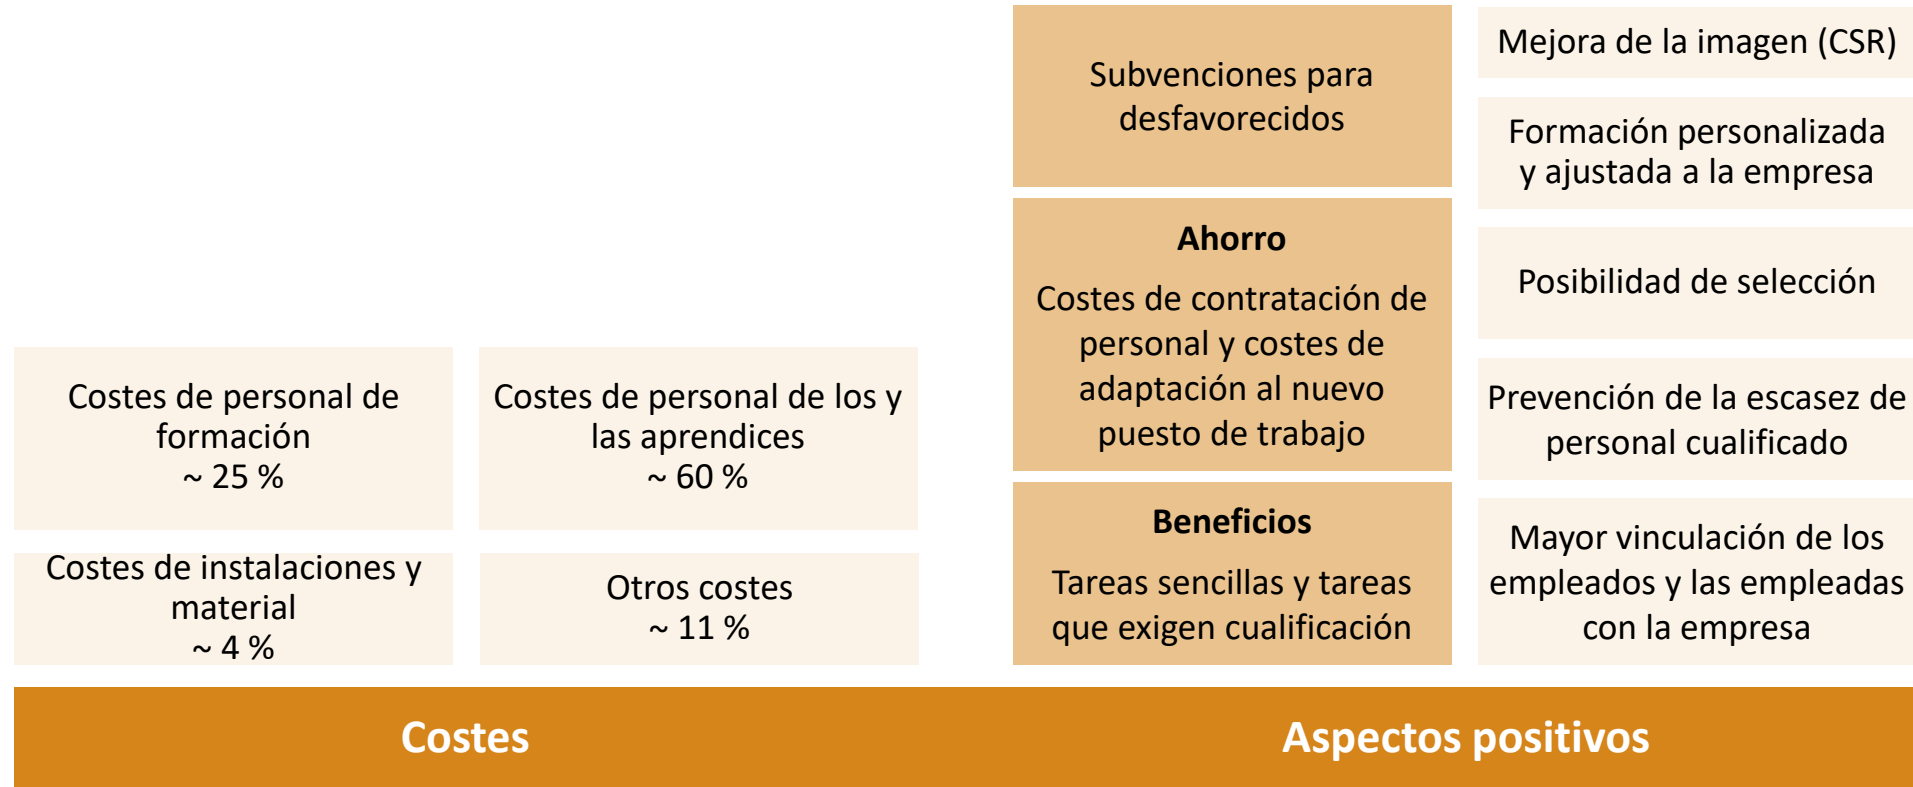 Costes de personal de
formación
~ 25 %
Costes de personal de los y
las aprendices
~ 60 %
Costes de instalaciones y
material
~ 4 %
Otros costes
~ 11 %
Costes
Subvenciones para
desfavorecidos
Ahorro
Costes de contratación de
personal y costes de
adaptación al nuevo
puesto de trabajo
Beneficios
Tareas sencillas y tareas
que exigen cualificación
Mejora de la imagen (CSR)
Formación personalizada
y ajustada a la empresa
Posibilidad de selección
Prevención de la escasez de
personal cualificado
Mayor vinculación de los
empleados y las empleadas
con la empresa
Aspectos positivos